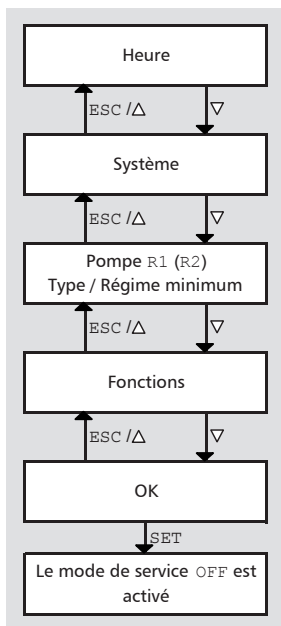 Heure
ESC /△ ▽
Système
ESC /△ ▽
Pompe R1 (R2)
Type / Régime minimum
ESC /△ ▽
Fonctions
ESC /△ ▽
OK
SET
Le mode de service OFF est
activé